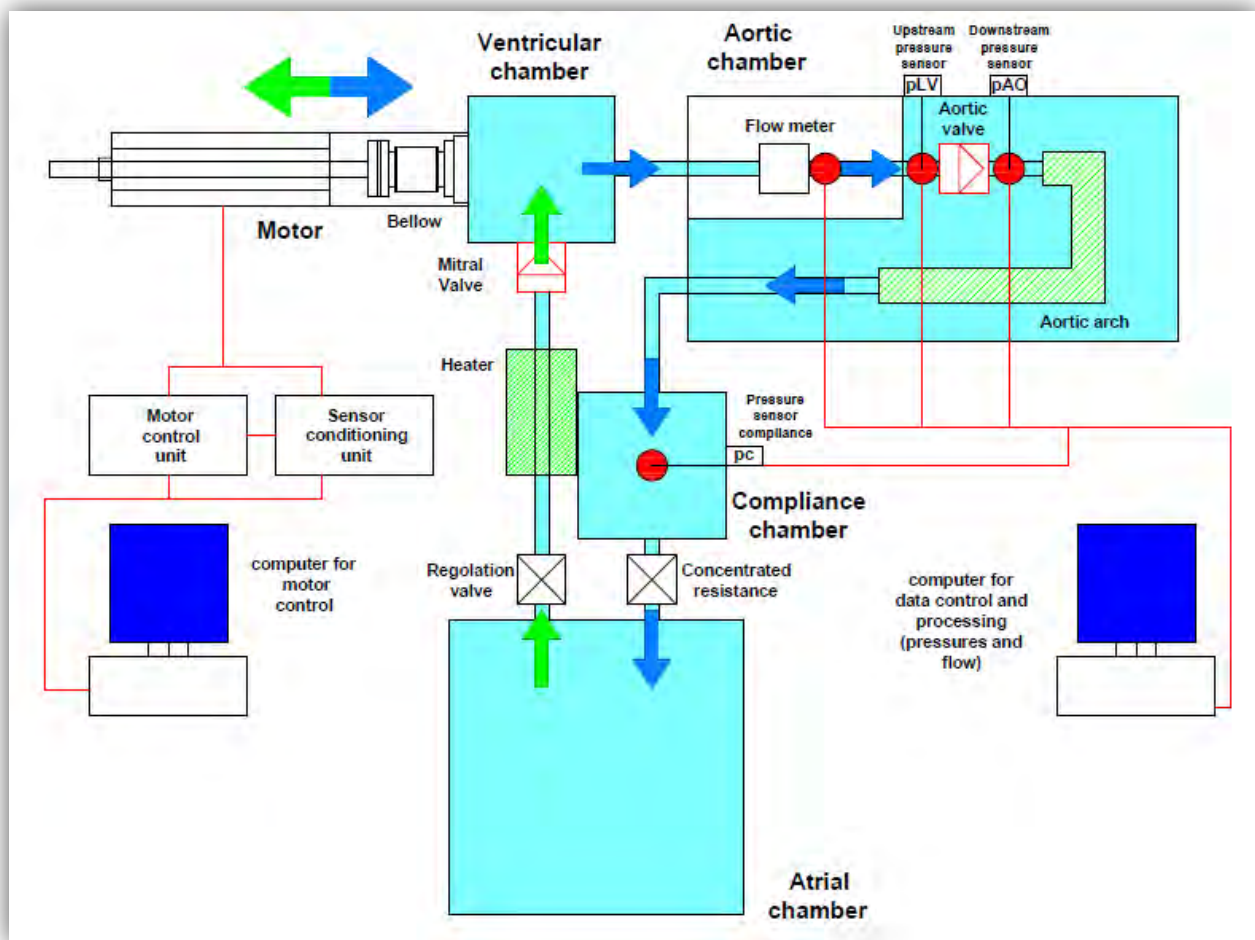 Ventricular
chamber
Aortic
chamber
Upstream
pressure
sensor
pLV
Downstream
pressure
sensor
pAO
Flow meter
Aortic
valve
Motor
Bellow
Mitral
Valve
Aortic arch
Heater
Motor
control
unit
Sensor
conditioning
unit
Pressure
sensor
compliance
pc
Compliance
chamber
computer for
motor
control
Regolation
valve
Concentrated
resistance
computer for
data control and
processing
(pressures and
flow)
Atrial
chamber